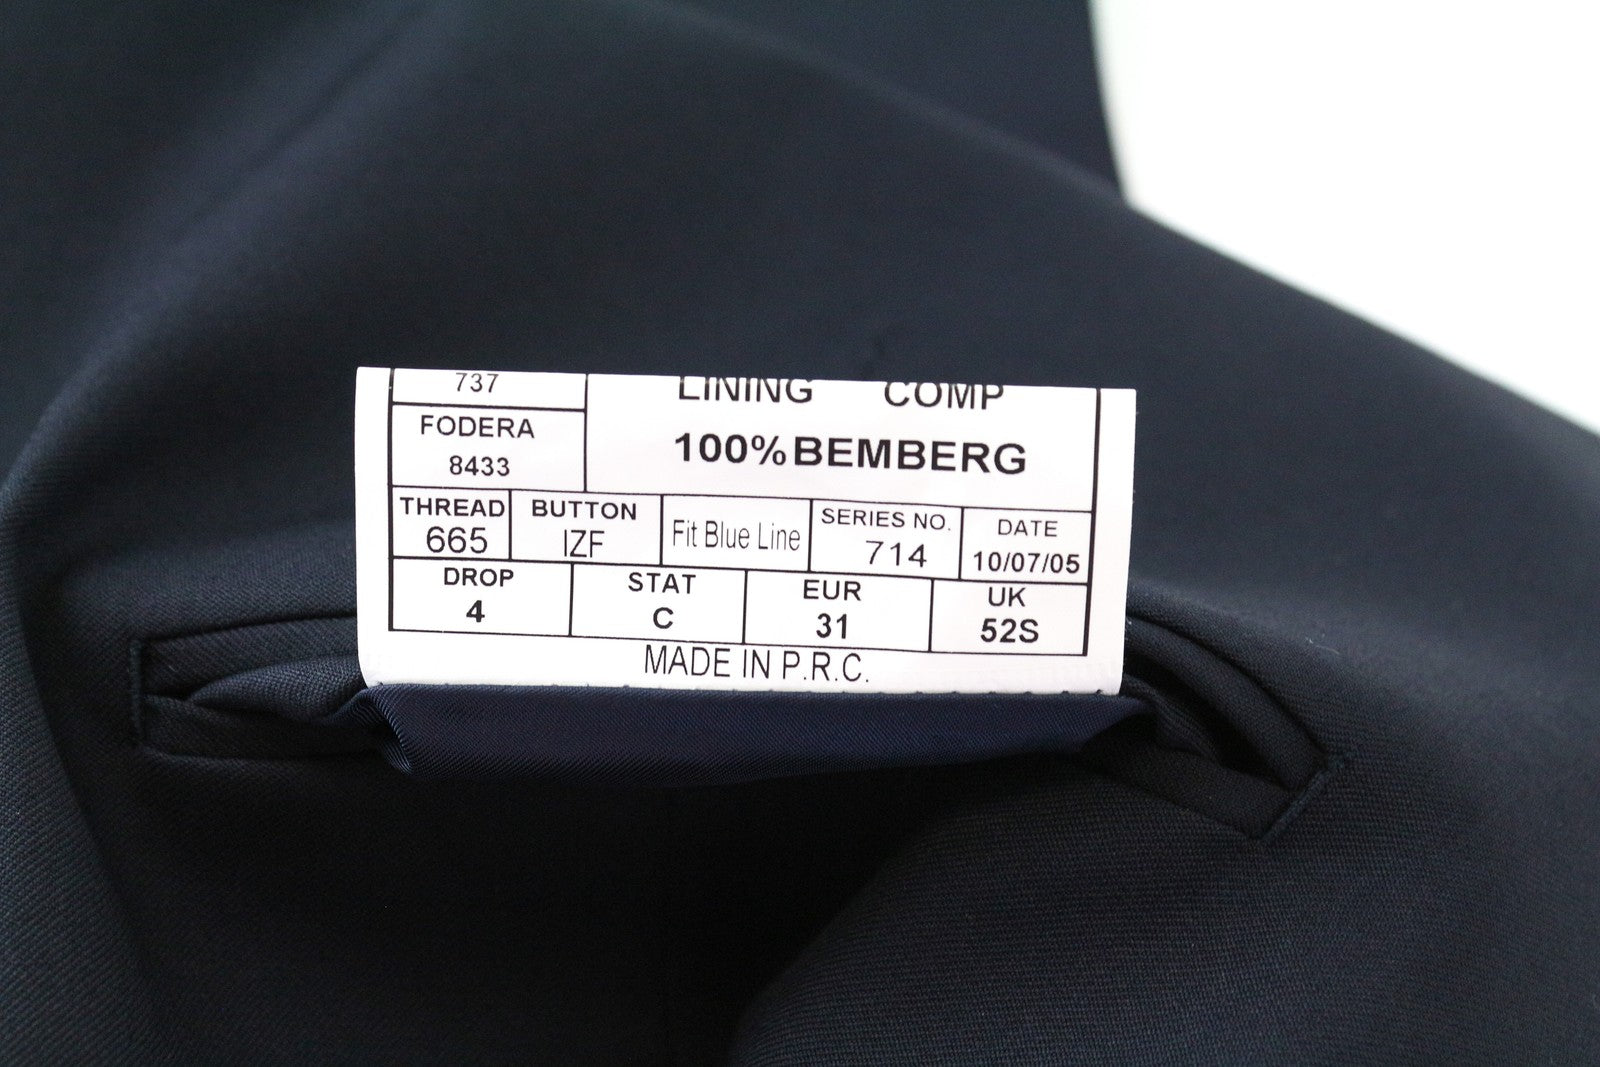 737
LINING COMP
FODERA
8433
100%BEMBERG
THREAD
665
BUTTON
IZF
Fit Blue Line
SERIES NO.
714
DATE
10/07/05
DROP
4
STAT
C
EUR
31
UK
52S
MADE IN P.R.C.